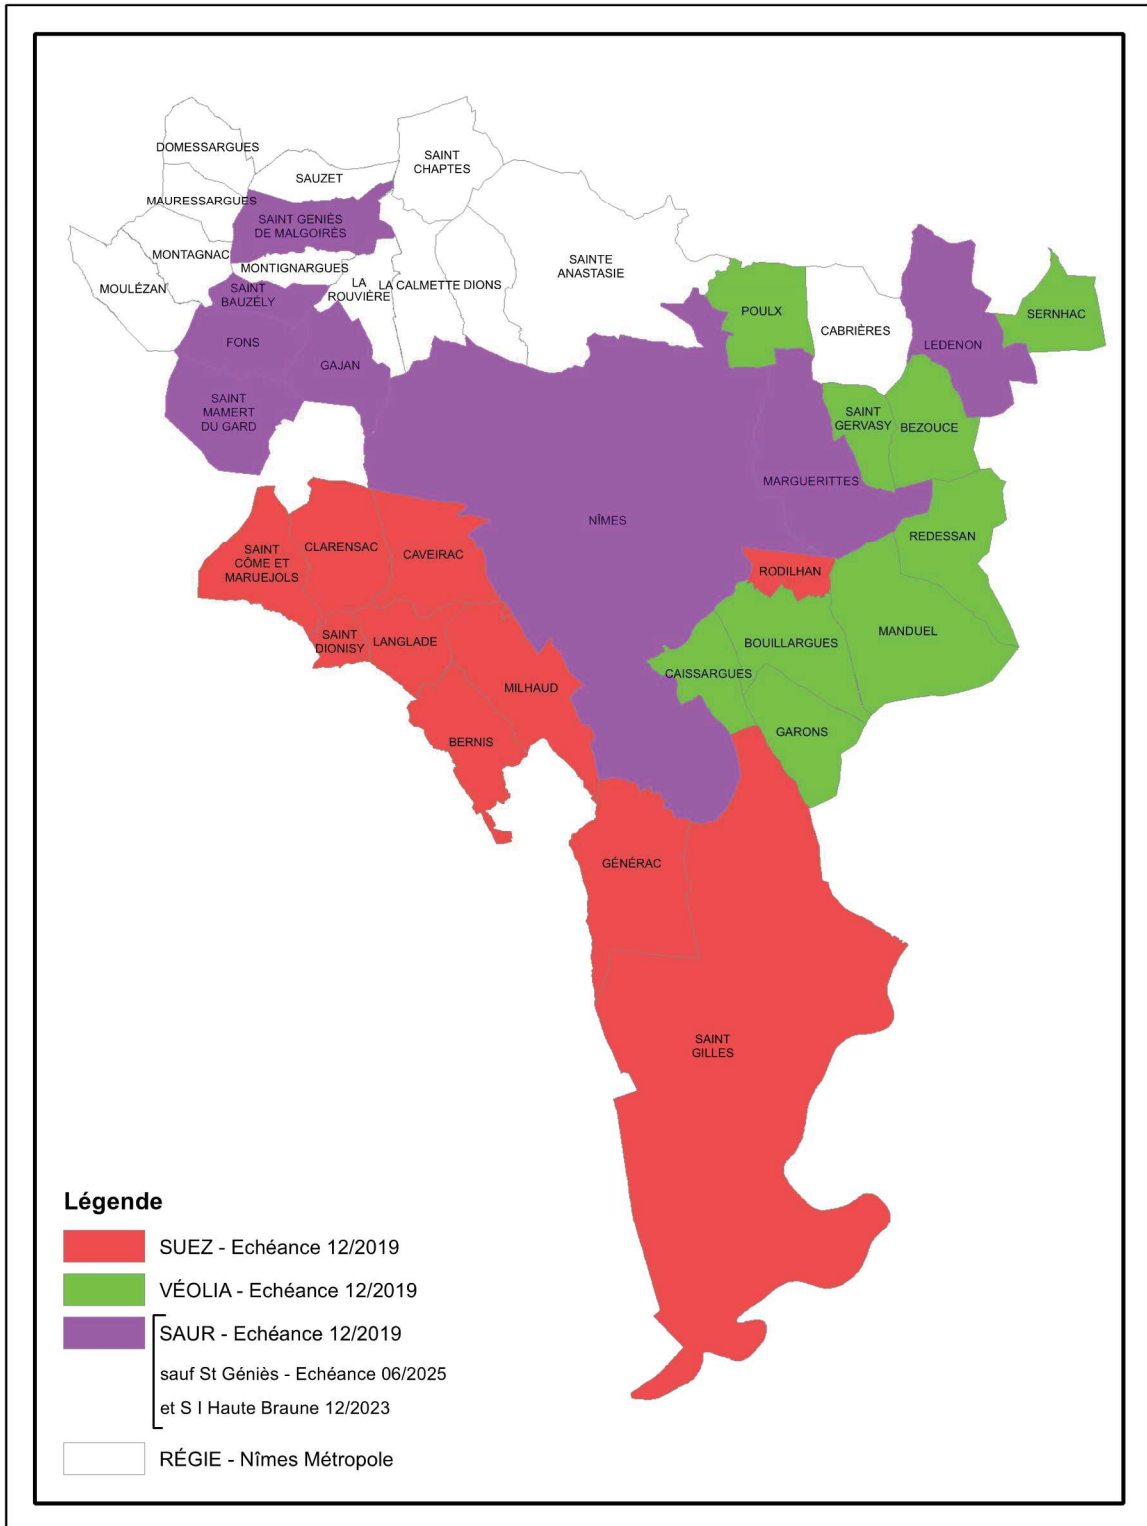 DOMESSARGUES
SAINT
CHAPTES
SAUZET
MAURESSARGUES
SAINT GENIÈS
DE MALGOIRÈS
MONTAGNAC
MONTIGNARGUES
SAINTE
ANASTASIE
MOULÉZAN
SAINT
BAUZÉLY
LA
ROUVIÈRE
LA CALMETTE
DIONS
POULX
SERNHAC
CABRIÈRES
FONS
LEDENON
GAJAN
SAINT
MAMERT
DU GARD
SAINT
GERVASY
BEZOUCE
MARGUERITTES
NÎMES
REDESSAN
SAINT
CÔME ET
MARUEJOLS
CLARENSAC
CAVEIRAC
RODILHAN
SAINT
DIONISY
LANGLADE
BOUILLARGUES
MANDUEL
CAISSARGUES
MILHAUD
GARONS
BERNIS
GÉNÉRAC
SAINT
GILLES
Légende
SUEZ - Echéance 12/2019
VÉOLIA - Echéance 12/2019
SAUR - Echéance 12/2019
sauf St Géniès - Echéance 06/2025
et S I Haute Braune 12/2023
RÉGIE - Nîmes Métropole